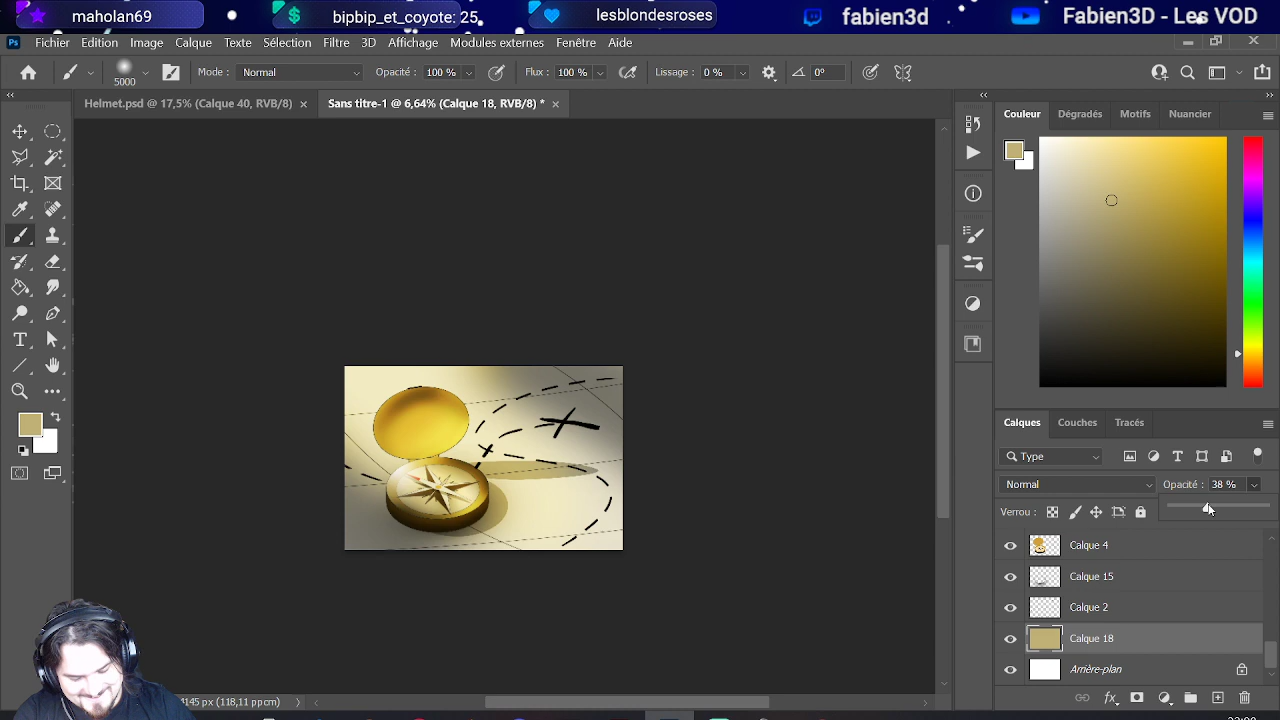 maholan69
bipbip_et_coyote: 25
lesblondesroses
fabien3d
Fabien3D - Les VOD
Ps
Fichier Edition Image Calque Texte Sélection Filtre 3D Affichage Modules externes Fenêtre Aide
5000
Mode : Normal
Opacité : 100 %
Flux : 100 %
Lissage : 0 %
0°
Helmet.psd @ 17,5% (Calque 40, RVB/8) ×
Sans titre-1 @ 6,64% (Calque 18, RVB/8) * ×
Couleur Dégradés Motifs Nuancier
Calques Couches Tracés
Type
Normal
Opacité : 38 %
Verrou :
Calque 4
Calque 15
Calque 2
Calque 18
Arrière-plan
4145 px (118,11 ppcm)